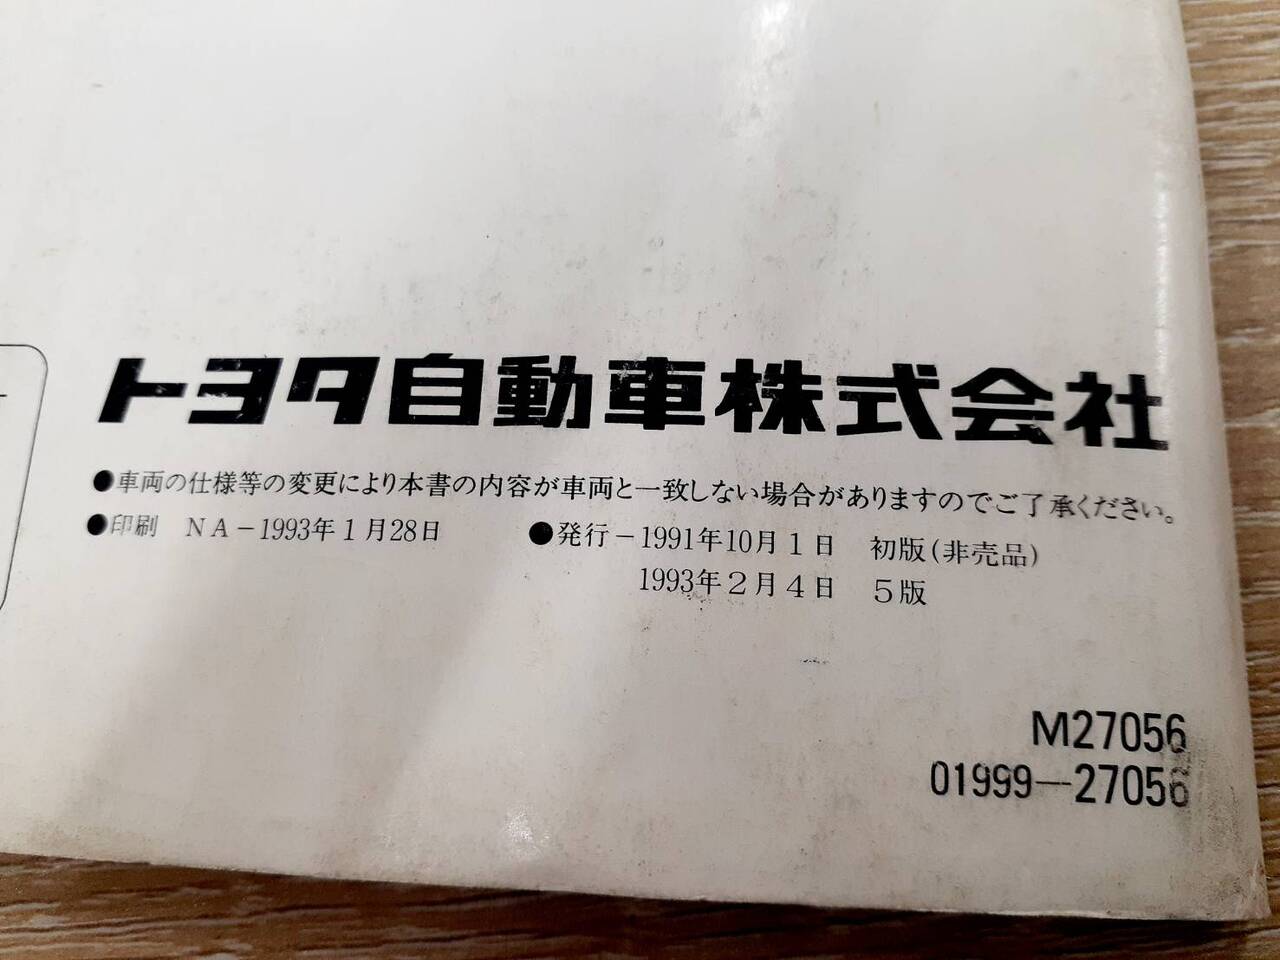 トヨタ自動車株式会社
●車両の仕様等の変更により本書の内容が車両と一致しない場合がありますのでご了承ください。
●印刷 NA-1993年1月28日 ●発行-1991年10月1日 初版(非売品)
1993年2月4日 5版
M27056
01999-27056